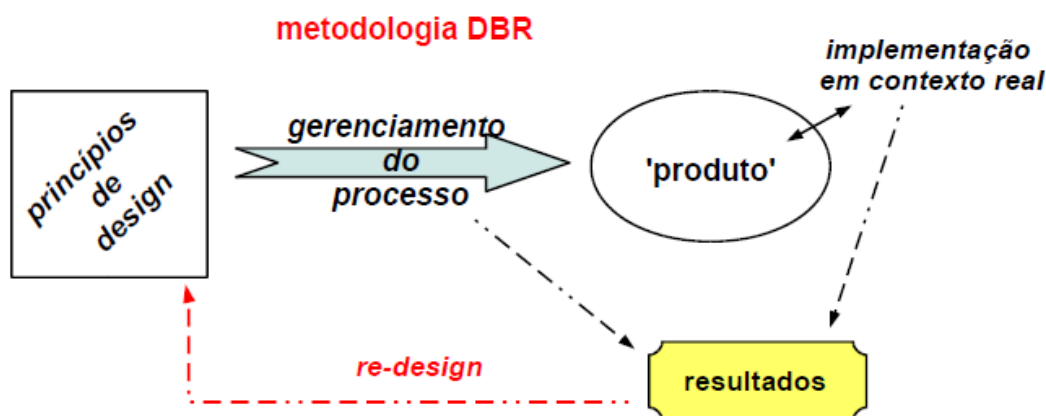 metodologia DBR
implementação
em contexto real
princípios
de
design
gerenciamento
do
processo
'produto'
re-design
resultados